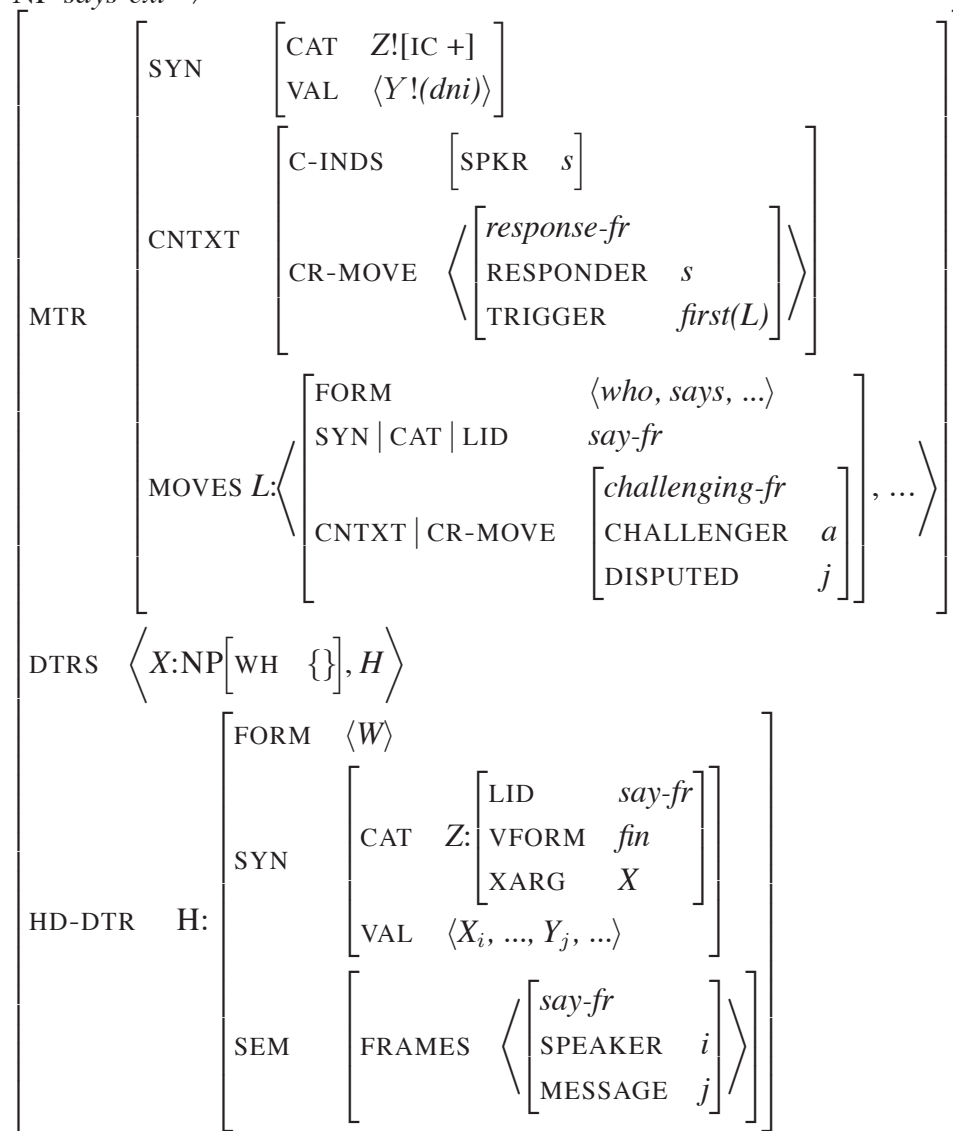 NP says cxt →
CAT Z![IC +]
SYN
VAL ⟨Y!(dni)⟩
C-INDS [SPKR s]
response-fr
CNTXT
CR-MOVE RESPONDER s
MTR
TRIGGER first(L)
FORM ⟨who, says, ...⟩
SYN | CAT | LID say-fr
challenging-fr
MOVES L: , ...
CNTXT | CR-MOVE CHALLENGER a
DISPUTED j
DTRS ⟨X:NP[WH {}], H⟩
FORM ⟨W⟩
LID say-fr
CAT Z: VFORM fin
SYN
XARG X
HD-DTR H:
VAL ⟨Xᵢ, ..., Yⱼ, ...⟩
say-fr
SEM FRAMES SPEAKER i
MESSAGE j